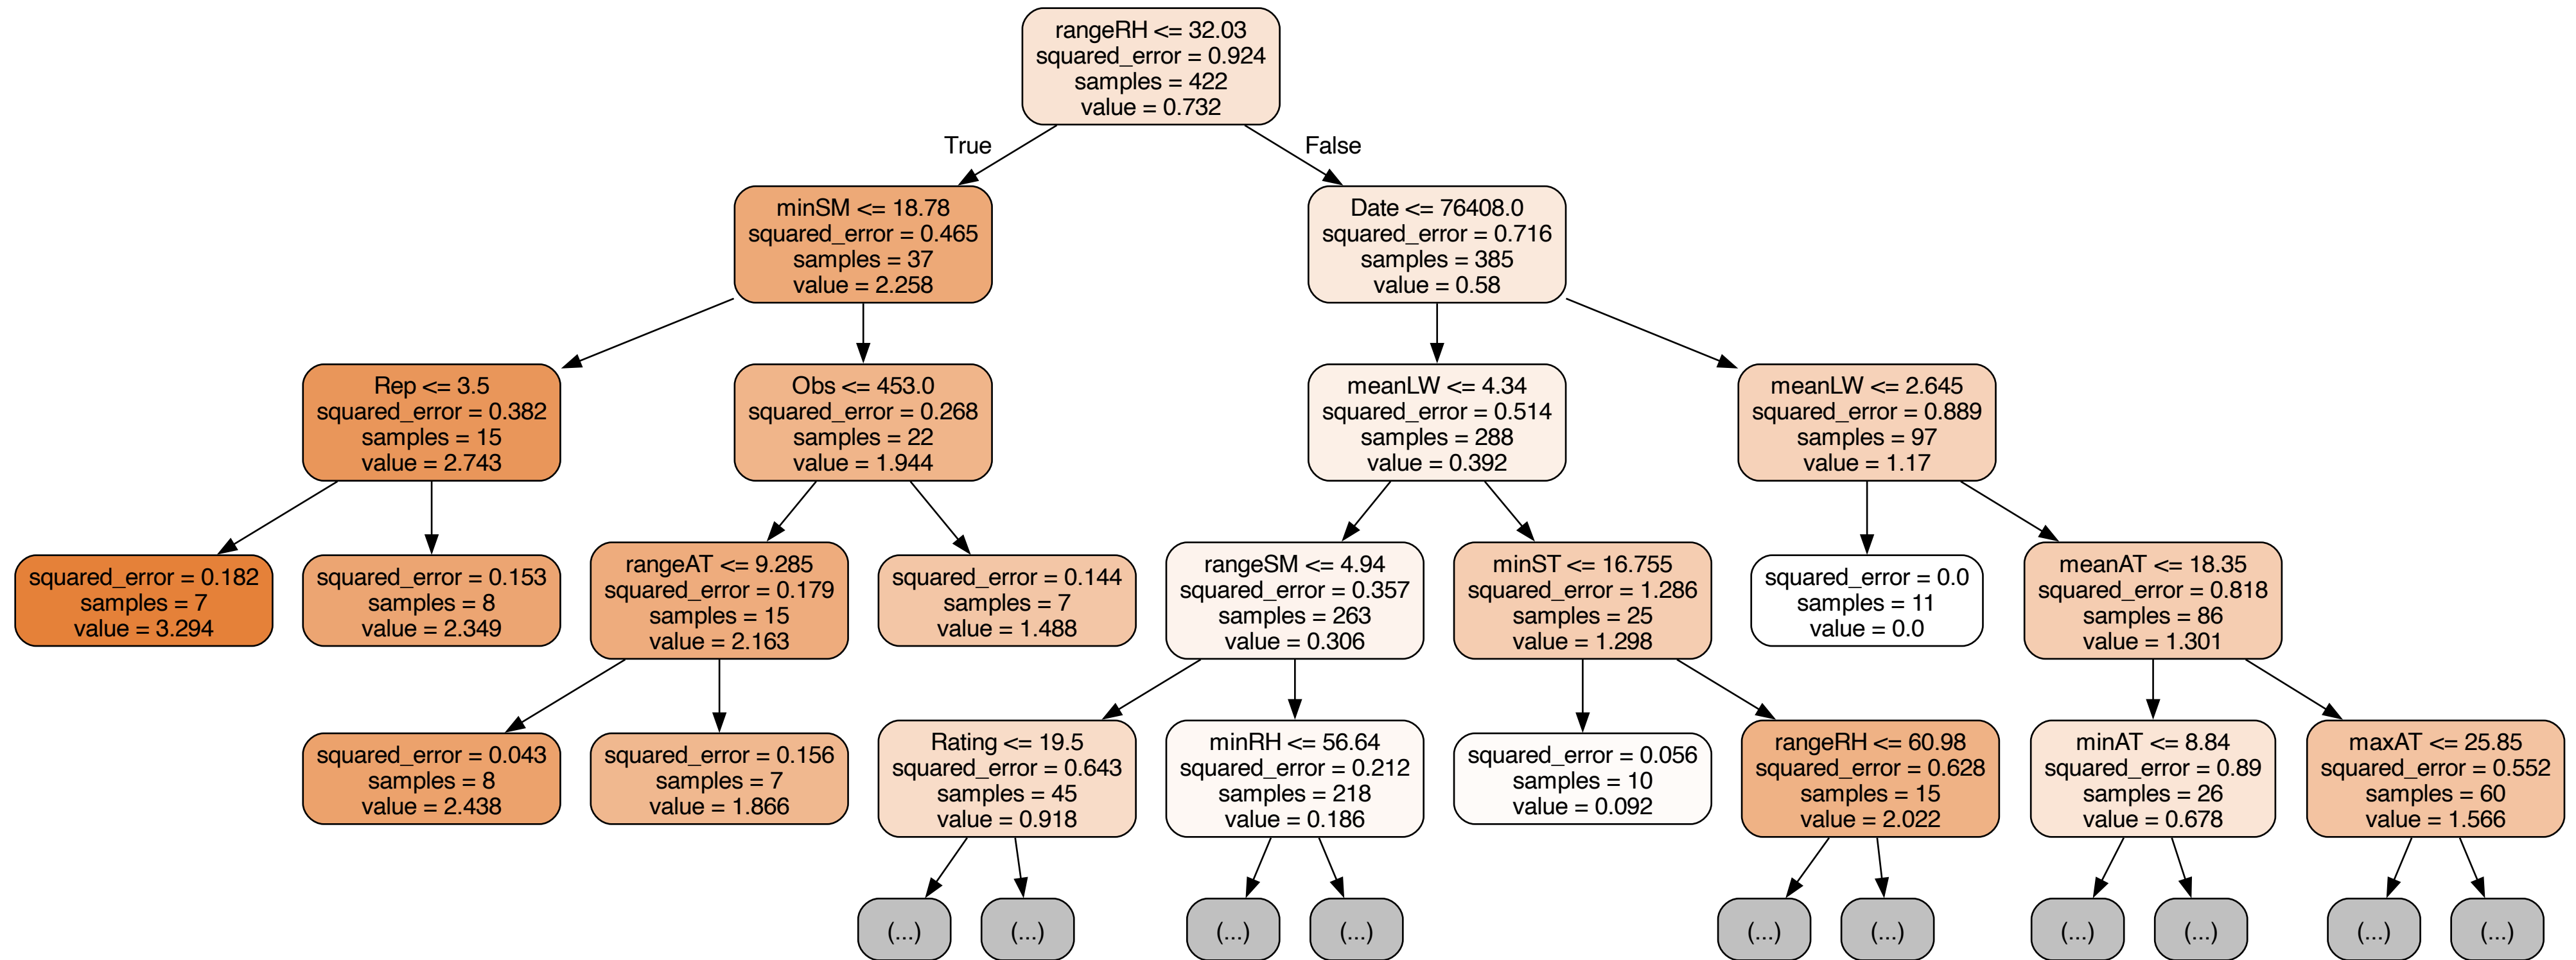 rangeRH <= 32.03
squared_error = 0.924
samples = 422
value = 0.732
True
False
minSM <= 18.78
squared_error = 0.465
samples = 37
value = 2.258
Date <= 76408.0
squared_error = 0.716
samples = 385
value = 0.58
Rep <= 3.5
squared_error = 0.382
samples = 15
value = 2.743
Obs <= 453.0
squared_error = 0.268
samples = 22
value = 1.944
meanLW <= 4.34
squared_error = 0.514
samples = 288
value = 0.392
meanLW <= 2.645
squared_error = 0.889
samples = 97
value = 1.17
squared_error = 0.182
samples = 7
value = 3.294
squared_error = 0.153
samples = 8
value = 2.349
rangeAT <= 9.285
squared_error = 0.179
samples = 15
value = 2.163
squared_error = 0.144
samples = 7
value = 1.488
rangeSM <= 4.94
squared_error = 0.357
samples = 263
value = 0.306
minST <= 16.755
squared_error = 1.286
samples = 25
value = 1.298
squared_error = 0.0
samples = 11
value = 0.0
meanAT <= 18.35
squared_error = 0.818
samples = 86
value = 1.301
squared_error = 0.043
samples = 8
value = 2.438
squared_error = 0.156
samples = 7
value = 1.866
Rating <= 19.5
squared_error = 0.643
samples = 45
value = 0.918
minRH <= 56.64
squared_error = 0.212
samples = 218
value = 0.186
squared_error = 0.056
samples = 10
value = 0.092
rangeRH <= 60.98
squared_error = 0.628
samples = 15
value = 2.022
minAT <= 8.84
squared_error = 0.89
samples = 26
value = 0.678
maxAT <= 25.85
squared_error = 0.552
samples = 60
value = 1.566
(...)
(...)
(...)
(...)
(...)
(...)
(...)
(...)
(...)
(...)